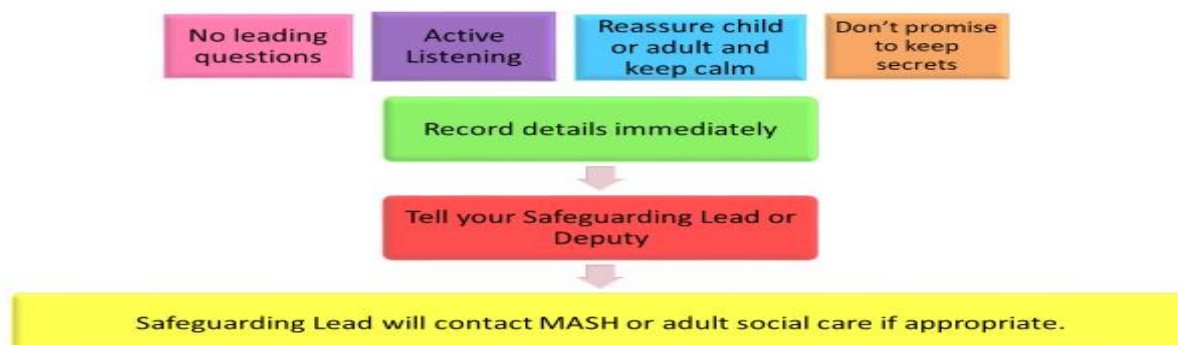 No leading
questions
Active
Listening
Reassure child
or adult and
keep calm
Don't promise
to keep
secrets
Record details immediately
Tell your Safeguarding Lead or
Deputy
Safeguarding Lead will contact MASH or adult social care if appropriate.